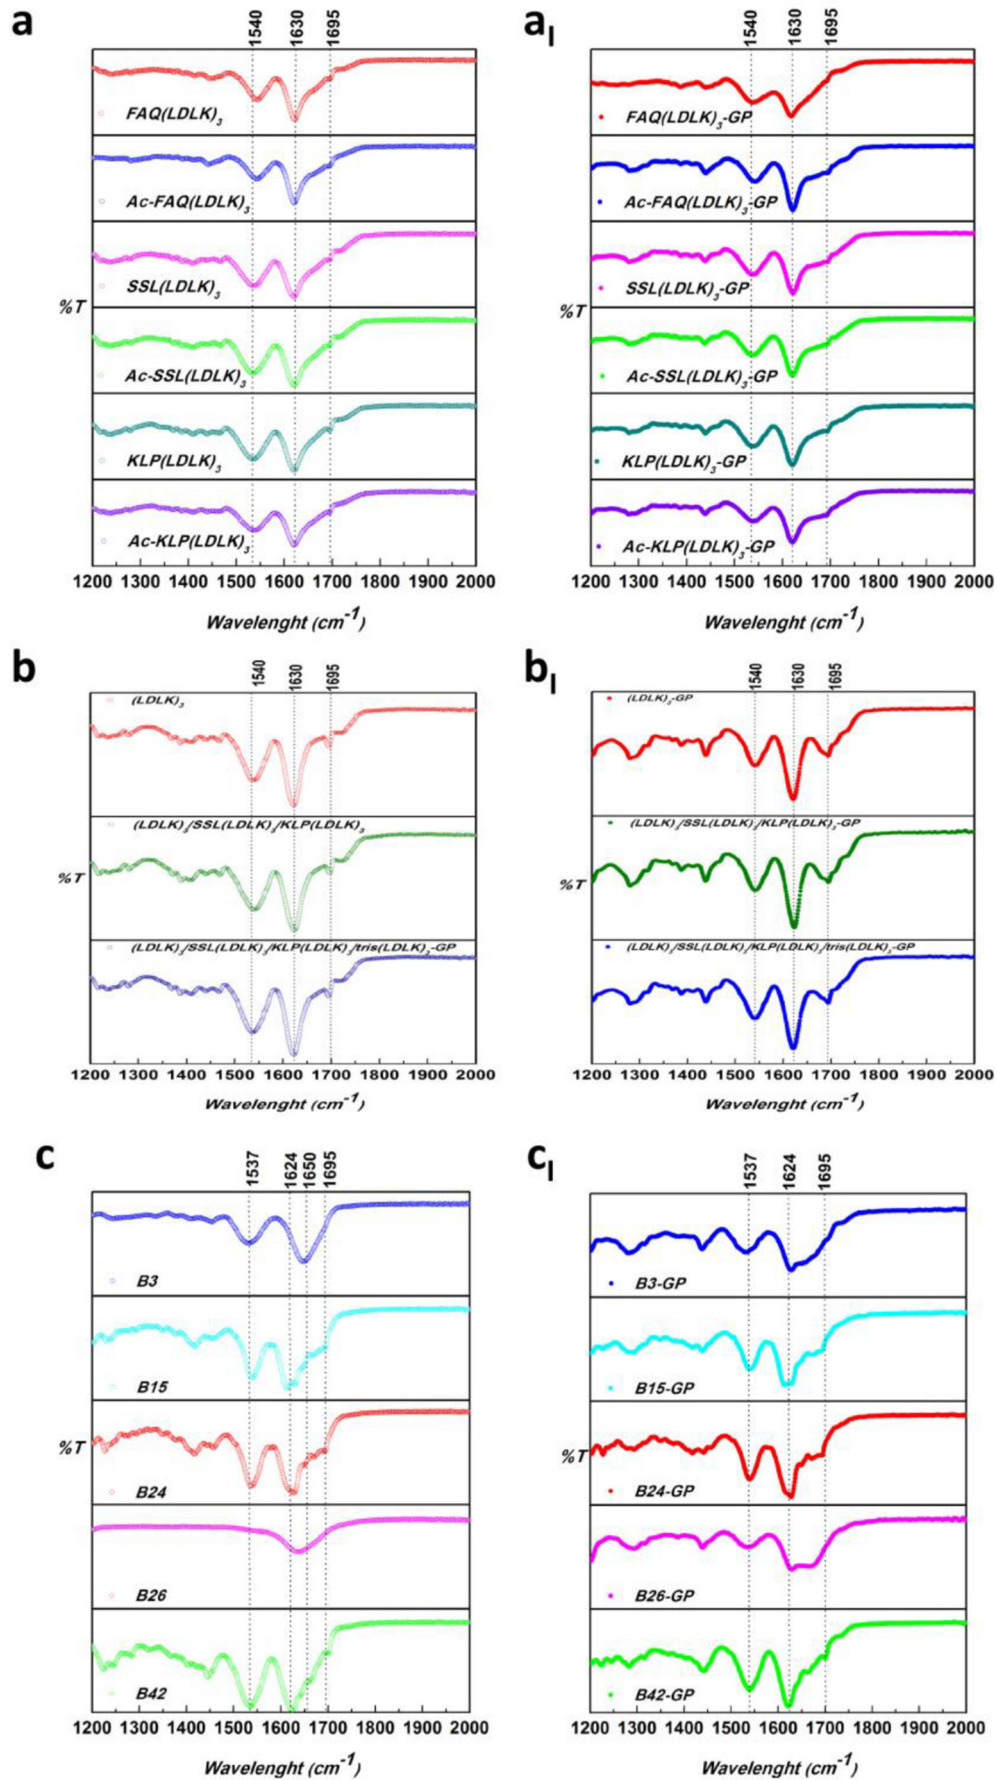 a
1540 1630 1695
FAQ(LDLK)3
Ac-FAQ(LDLK)3
SSL(LDLK)3
%T
Ac-SSL(LDLK)3
KLP(LDLK)3
Ac-KLP(LDLK)3
1200 1300 1400 1500 1600 1700 1800 1900 2000
Wavelenght (cm-1)
aI
1540 1630 1695
FAQ(LDLK)3-GP
Ac-FAQ(LDLK)3-GP
SSL(LDLK)3-GP
%T
Ac-SSL(LDLK)3-GP
KLP(LDLK)3-GP
Ac-KLP(LDLK)3-GP
1200 1300 1400 1500 1600 1700 1800 1900 2000
Wavelenght (cm-1)
b
1540 1630 1695
(LDLK)3
(LDLK)3/SSL(LDLK)3/KLP(LDLK)3
%T
(LDLK)3/SSL(LDLK)3/KLP(LDLK)3/tris(LDLK)3-GP
1200 1300 1400 1500 1600 1700 1800 1900 2000
Wavelenght (cm-1)
bI
1540 1630 1695
(LDLK)3-GP
(LDLK)3/SSL(LDLK)3/KLP(LDLK)3-GP
%T
(LDLK)3/SSL(LDLK)3/KLP(LDLK)3/tris(LDLK)3-GP
1200 1300 1400 1500 1600 1700 1800 1900 2000
Wavelenght (cm-1)
c
1537 1624 1650 1695
B3
B15
%T
B24
B26
B42
1200 1300 1400 1500 1600 1700 1800 1900 2000
Wavelenght (cm-1)
cI
1537 1624 1695
B3-GP
B15-GP
%T
B24-GP
B26-GP
B42-GP
1200 1300 1400 1500 1600 1700 1800 1900 2000
Wavelenght (cm-1)